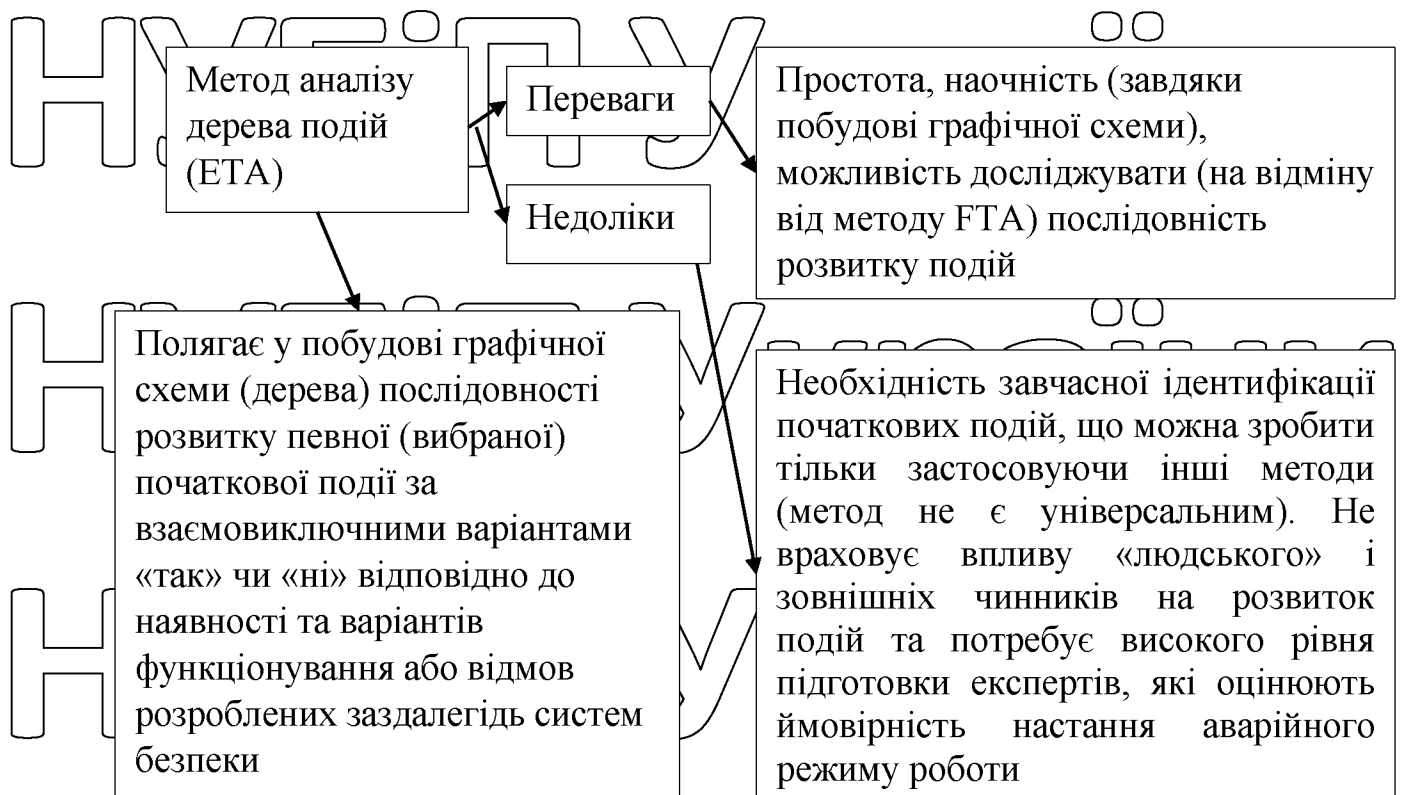 Метод аналізу
дерева подій
(ETA)
Переваги
Недоліки
Простота, наочність (завдяки
побудові графічної схеми),
можливість досліджувати (на відміну
від методу FTA) послідовність
розвитку подій
Полягає у побудові графічної
схеми (дерева) послідовності
розвитку певної (вибраної)
початкової події за
взаємовиключними варіантами
«так» чи «ні» відповідно до
наявності та варіантів
функціонування або відмов
розроблених заздалегідь систем
безпеки
Необхідність завчасної ідентифікації
початкових подій, що можна зробити
тільки застосовуючи інші методи
(метод не є універсальним). Не
враховує впливу «людського» і
зовнішніх чинників на розвиток
подій та потребує високого рівня
підготовки експертів, які оцінюють
ймовірність настання аварійного
режиму роботи